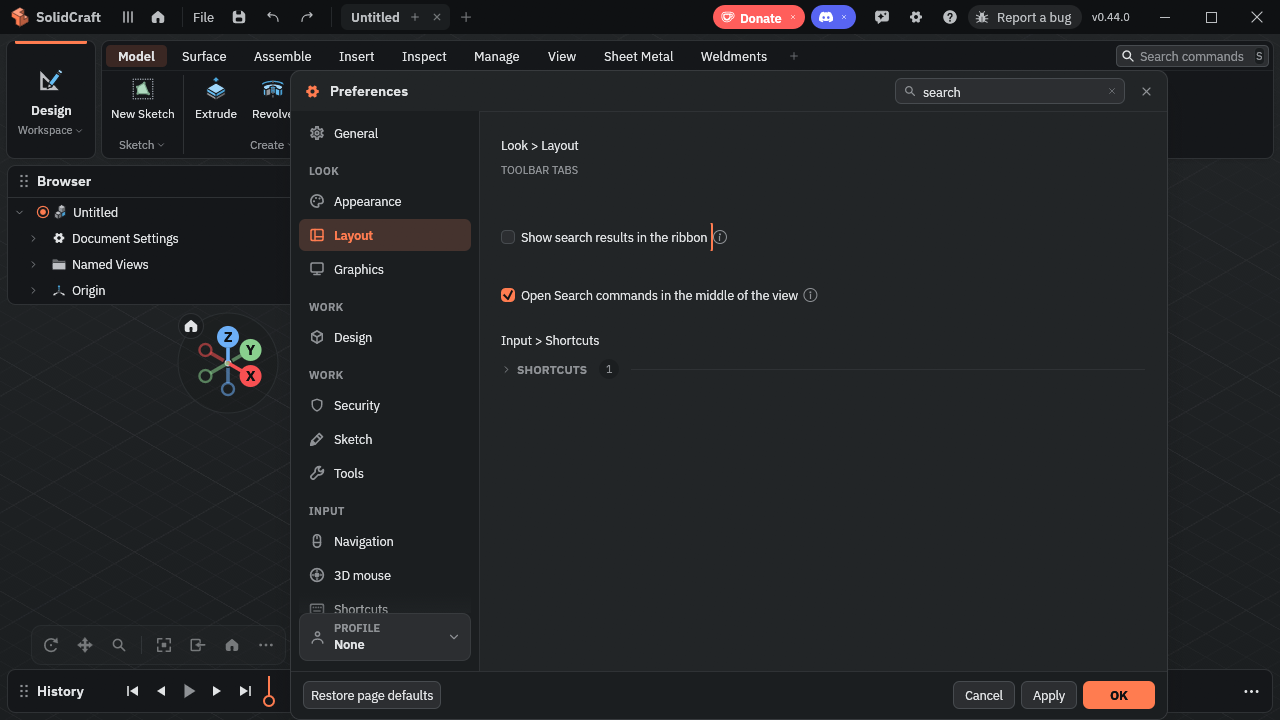 SolidCraft
File
Untitled
Donate
Report a bug
v0.44.0
Model
Surface
Assemble
Insert
Inspect
Manage
View
Sheet Metal
Weldments
Search commands
S
Design
Workspace
New Sketch
Extrude
Revolve
Sketch
Create
Preferences
search
Browser
Untitled
Document Settings
Named Views
Origin
Z
Y
X
General
LOOK
Appearance
Layout
Graphics
WORK
Design
WORK
Security
Sketch
Tools
INPUT
Navigation
3D mouse
Shortcuts
PROFILE
None
Look > Layout
TOOLBAR TABS
Show search results in the ribbon
Open Search commands in the middle of the view
Input > Shortcuts
SHORTCUTS 1
History
Restore page defaults
Cancel
Apply
OK